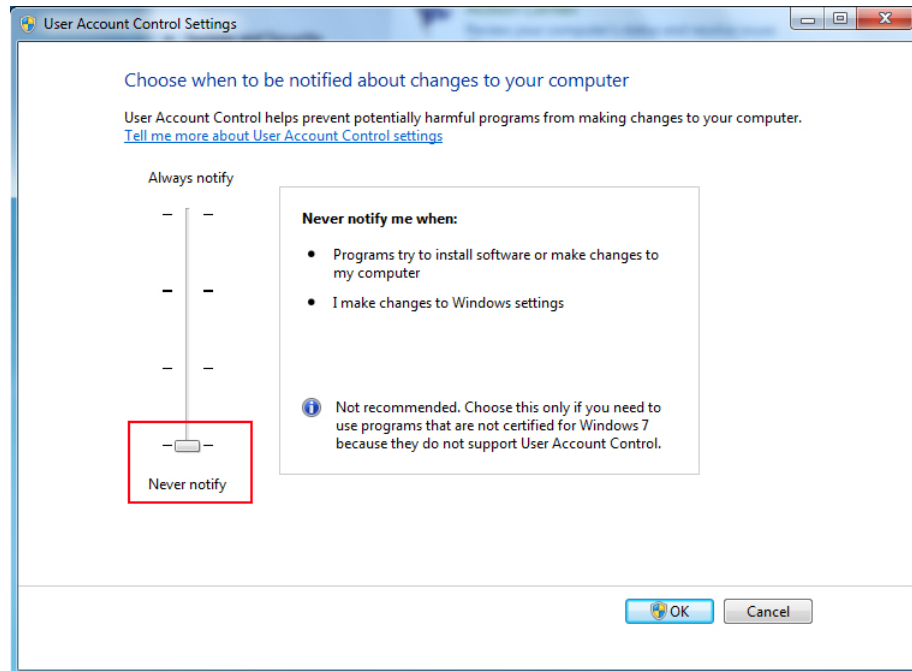 User Account Control Settings
Choose when to be notified about changes to your computer
User Account Control helps prevent potentially harmful programs from making changes to your computer.
Tell me more about User Account Control settings
Always notify
Never notify me when:
• Programs try to install software or make changes to
my computer
• I make changes to Windows settings
Not recommended. Choose this only if you need to
use programs that are not certified for Windows 7
because they do not support User Account Control.
Never notify
OK
Cancel